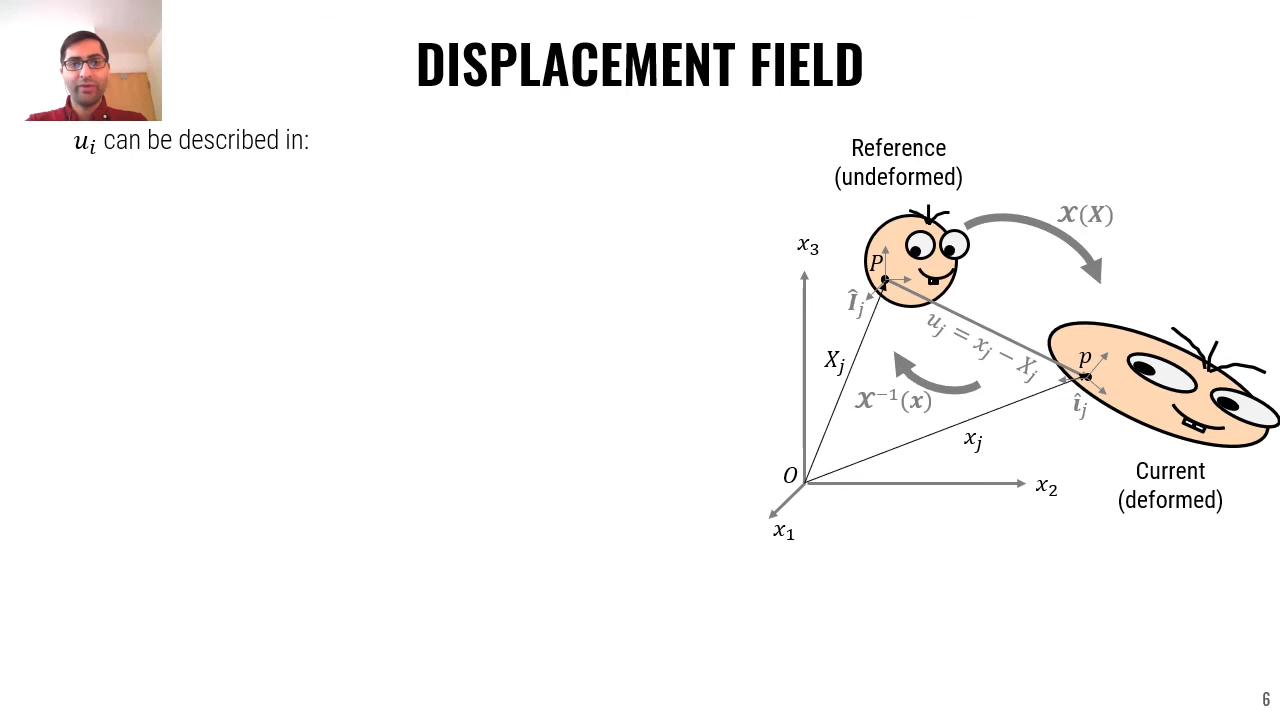 DISPLACEMENT FIELD
𝑢ᵢ can be described in:
Reference
(undeformed)
𝓧(𝑿)
x₃
P
Î_j
u_j = x_j − X_j
X_j
p
𝓧⁻¹(𝒙)
î_j
x_j
O
x₂
x₁
Current
(deformed)
6